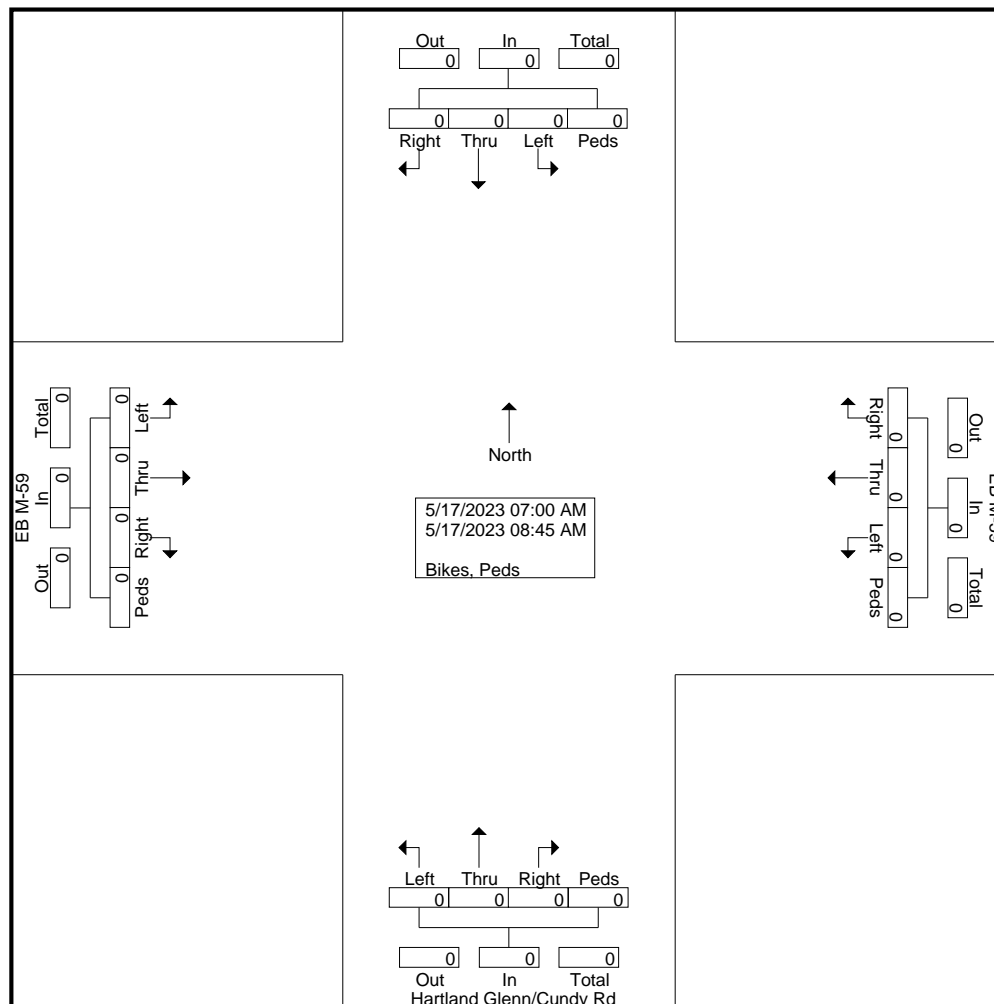 Out In Total
0 0 0
0 0 0 0
Right Thru Left Peds
EB M-59
Total In Out
0 0 0
0 0 0 0
Left Thru Right Peds
North
5/17/2023 07:00 AM
5/17/2023 08:45 AM
Bikes, Peds
Right Thru Left Peds
0 0 0 0
0 0 0
Out In Total
Left Thru Right Peds
0 0 0 0
0 0 0
Out In Total
Hartland Glenn/Cundy Rd